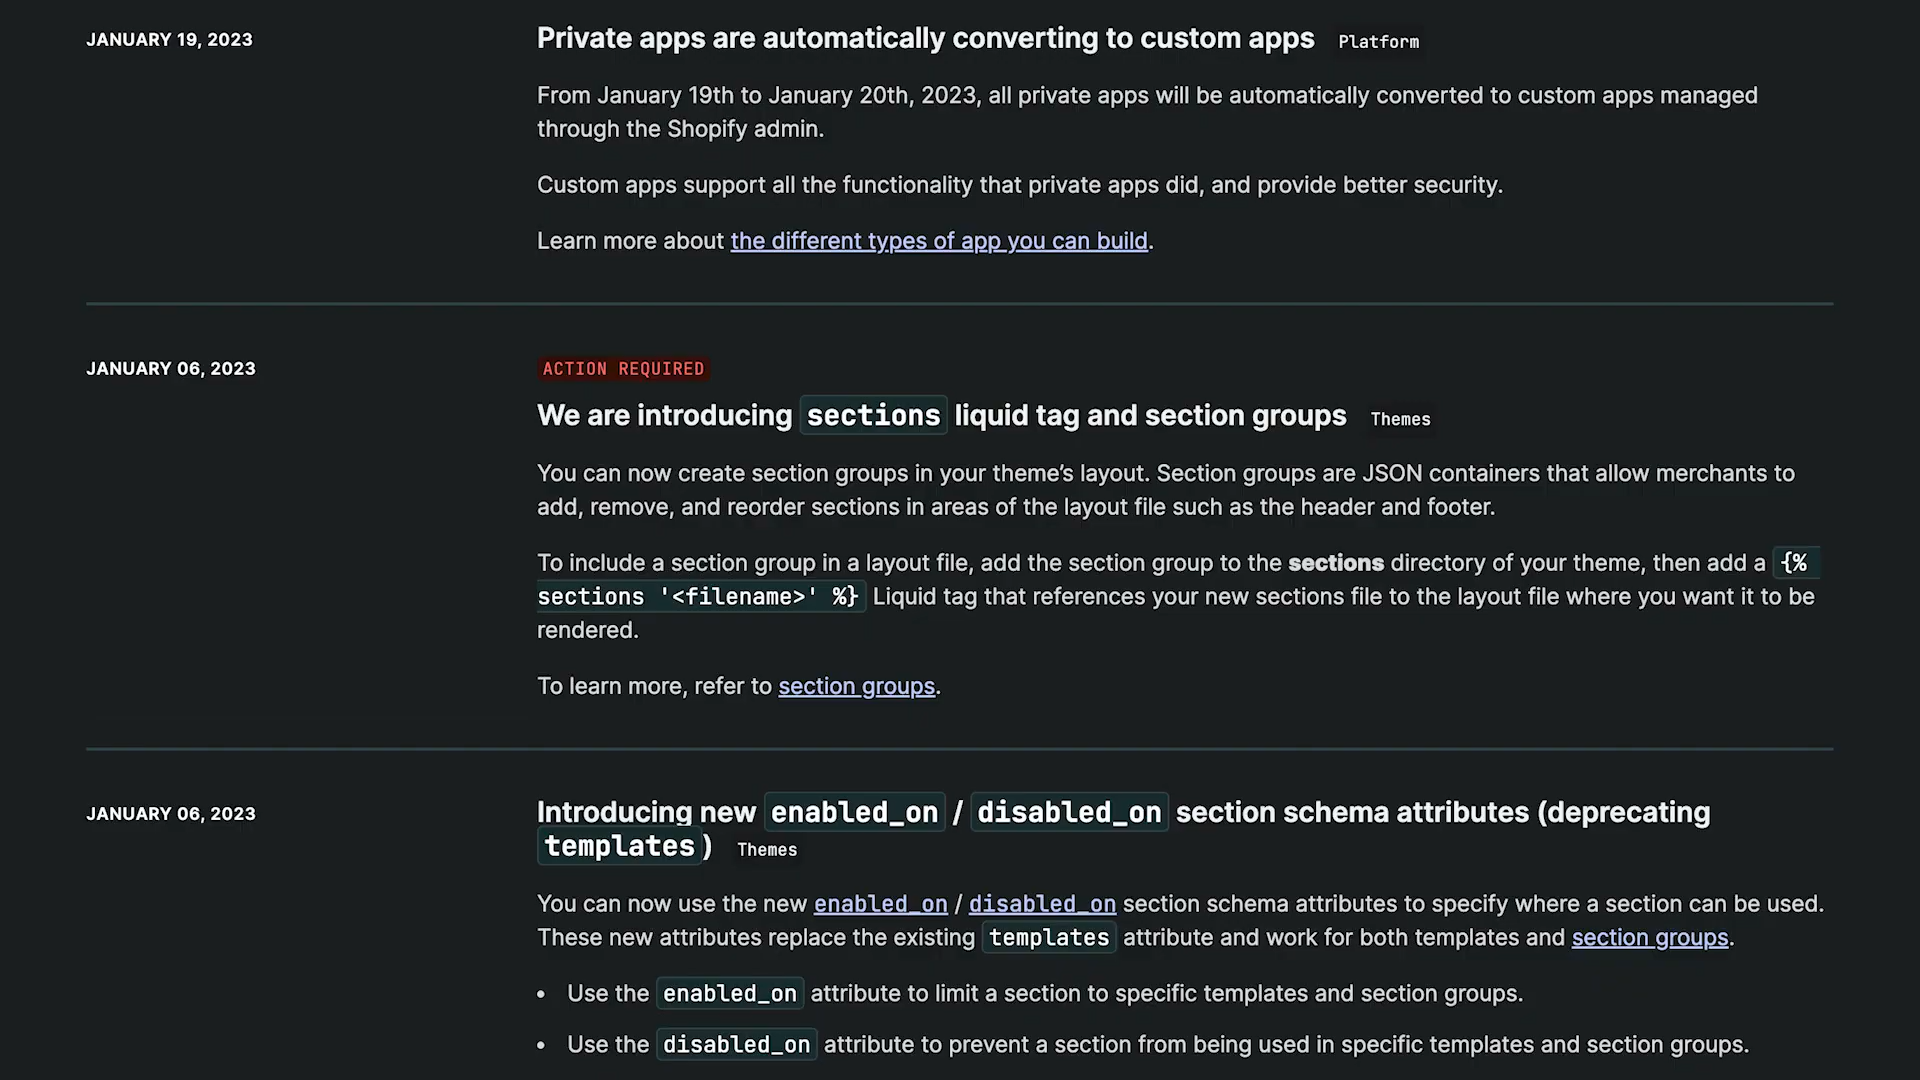 JANUARY 19, 2023
Private apps are automatically converting to custom apps Platform
From January 19th to January 20th, 2023, all private apps will be automatically converted to custom apps managed
through the Shopify admin.
Custom apps support all the functionality that private apps did, and provide better security.
Learn more about the different types of app you can build.
JANUARY 06, 2023
ACTION REQUIRED
We are introducing sections liquid tag and section groups Themes
You can now create section groups in your theme’s layout. Section groups are JSON containers that allow merchants to
add, remove, and reorder sections in areas of the layout file such as the header and footer.
To include a section group in a layout file, add the section group to the sections directory of your theme, then add a {%
sections '<filename>' %} Liquid tag that references your new sections file to the layout file where you want it to be
rendered.
To learn more, refer to section groups.
JANUARY 06, 2023
Introducing new enabled_on / disabled_on section schema attributes (deprecating
templates) Themes
You can now use the new enabled_on / disabled_on section schema attributes to specify where a section can be used.
These new attributes replace the existing templates attribute and work for both templates and section groups.
• Use the enabled_on attribute to limit a section to specific templates and section groups.
• Use the disabled_on attribute to prevent a section from being used in specific templates and section groups.